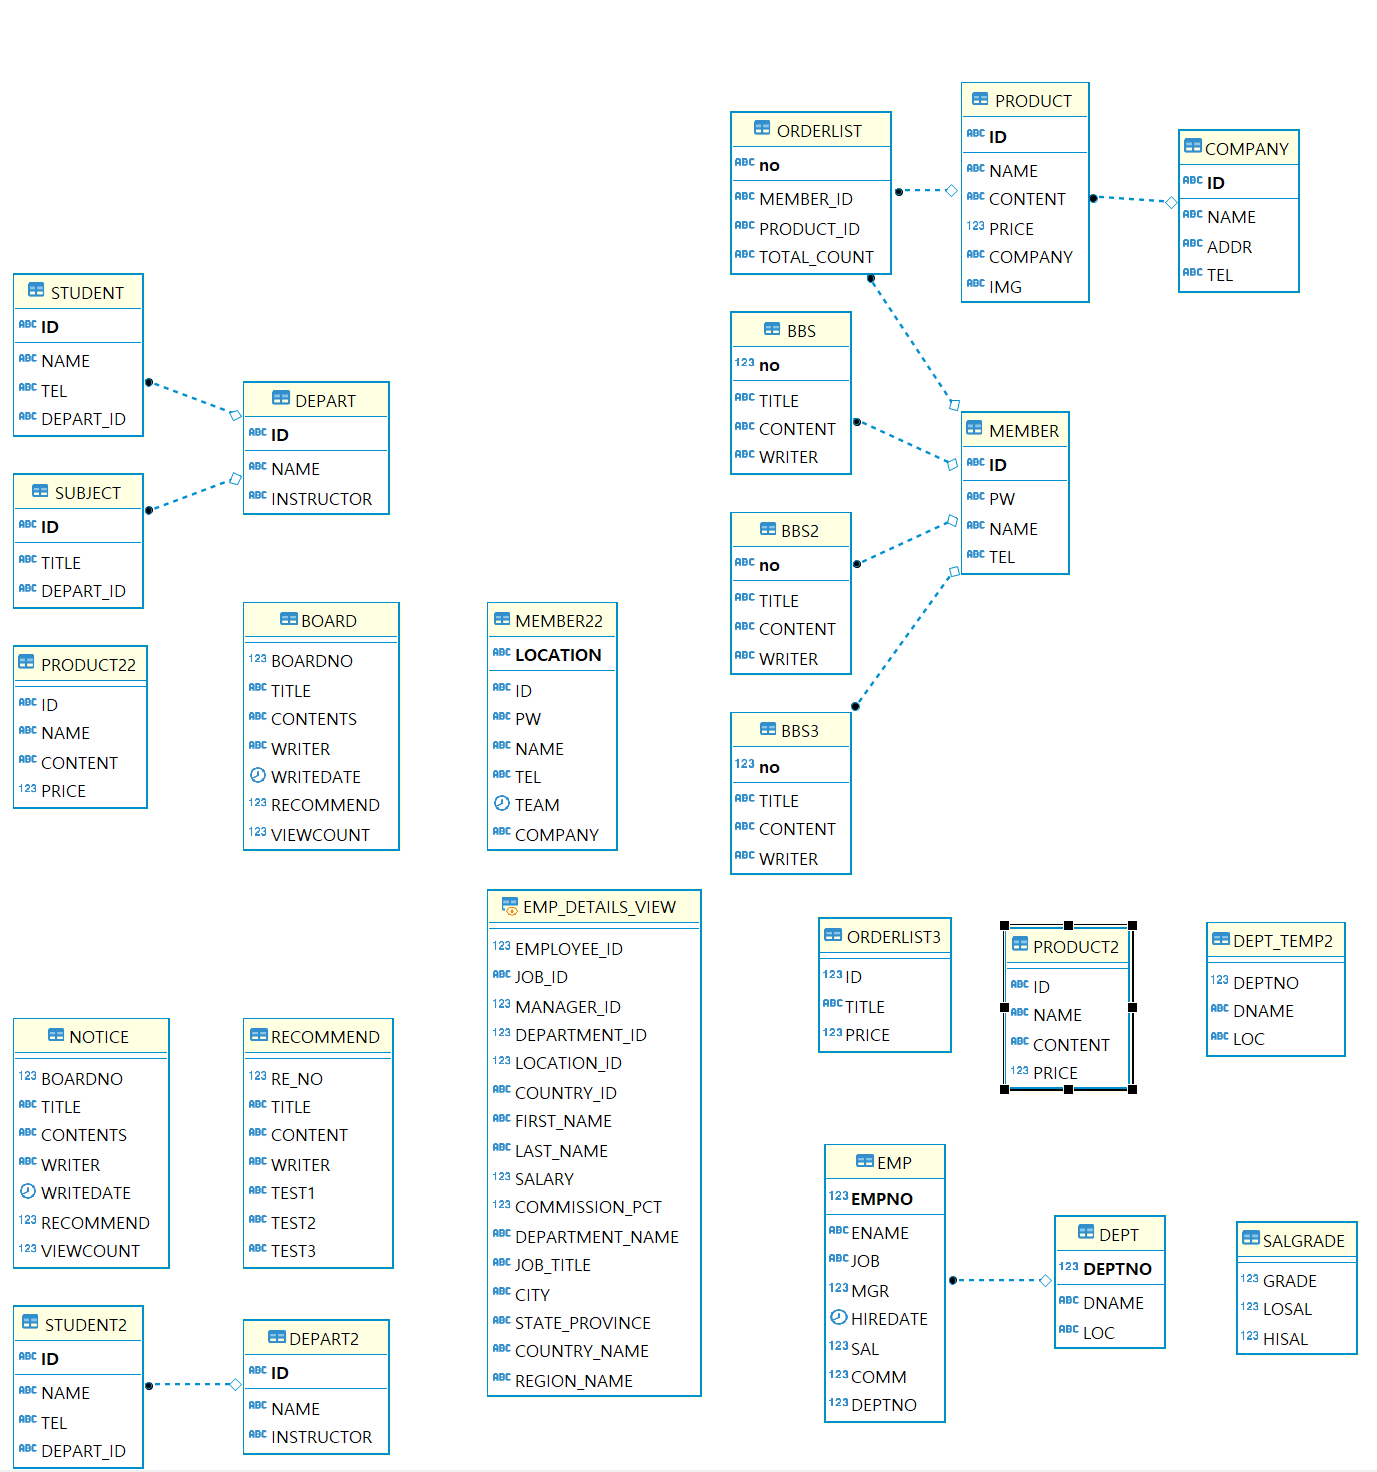 ORDERLIST
ABC no
ABC MEMBER_ID
ABC PRODUCT_ID
ABC TOTAL_COUNT
PRODUCT
ABC ID
ABC NAME
ABC CONTENT
123 PRICE
ABC COMPANY
ABC IMG
COMPANY
ABC ID
ABC NAME
ABC ADDR
ABC TEL
STUDENT
ABC ID
ABC NAME
ABC TEL
ABC DEPART_ID
DEPART
ABC ID
ABC NAME
ABC INSTRUCTOR
SUBJECT
ABC ID
ABC TITLE
ABC DEPART_ID
BBS
123 no
ABC TITLE
ABC CONTENT
ABC WRITER
MEMBER
ABC ID
ABC PW
ABC NAME
ABC TEL
BBS2
ABC no
ABC TITLE
ABC CONTENT
ABC WRITER
BBS3
123 no
ABC TITLE
ABC CONTENT
ABC WRITER
PRODUCT22
ABC ID
ABC NAME
ABC CONTENT
123 PRICE
BOARD
123 BOARDNO
ABC TITLE
ABC CONTENTS
ABC WRITER
WRITEDATE
123 RECOMMEND
123 VIEWCOUNT
MEMBER22
ABC LOCATION
ABC ID
ABC PW
ABC NAME
ABC TEL
TEAM
ABC COMPANY
EMP_DETAILS_VIEW
123 EMPLOYEE_ID
ABC JOB_ID
123 MANAGER_ID
123 DEPARTMENT_ID
123 LOCATION_ID
ABC COUNTRY_ID
ABC FIRST_NAME
ABC LAST_NAME
123 SALARY
123 COMMISSION_PCT
ABC DEPARTMENT_NAME
ABC JOB_TITLE
ABC CITY
ABC STATE_PROVINCE
ABC COUNTRY_NAME
ABC REGION_NAME
ORDERLIST3
123 ID
ABC TITLE
123 PRICE
PRODUCT2
ABC ID
ABC NAME
ABC CONTENT
123 PRICE
DEPT_TEMP2
123 DEPTNO
ABC DNAME
ABC LOC
NOTICE
123 BOARDNO
ABC TITLE
ABC CONTENTS
ABC WRITER
WRITEDATE
123 RECOMMEND
123 VIEWCOUNT
RECOMMEND
123 RE_NO
ABC TITLE
ABC CONTENT
ABC WRITER
ABC TEST1
ABC TEST2
ABC TEST3
EMP
123 EMPNO
ABC ENAME
ABC JOB
123 MGR
HIREDATE
123 SAL
123 COMM
123 DEPTNO
DEPT
123 DEPTNO
ABC DNAME
ABC LOC
SALGRADE
123 GRADE
123 LOSAL
123 HISAL
STUDENT2
ABC ID
ABC NAME
ABC TEL
ABC DEPART_ID
DEPART2
ABC ID
ABC NAME
ABC INSTRUCTOR